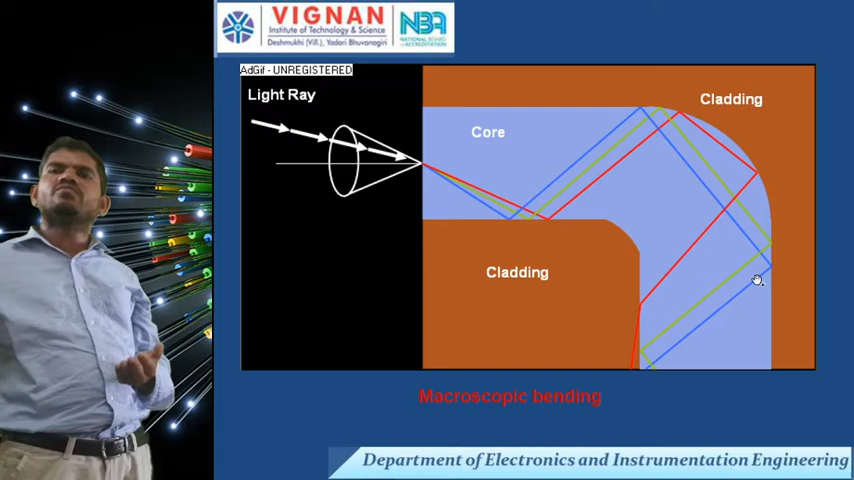 VIGNAN
Institute of Technology & Science
Deshmukhi (Vill.), Yadari Bhuvanagiri
NBA
NATIONAL BOARD
of ACCREDITATION
AdGif - UNREGISTERED
Light Ray
Core
Cladding
Cladding
Macroscopic bending
Department of Electronics and Instrumentation Engineering